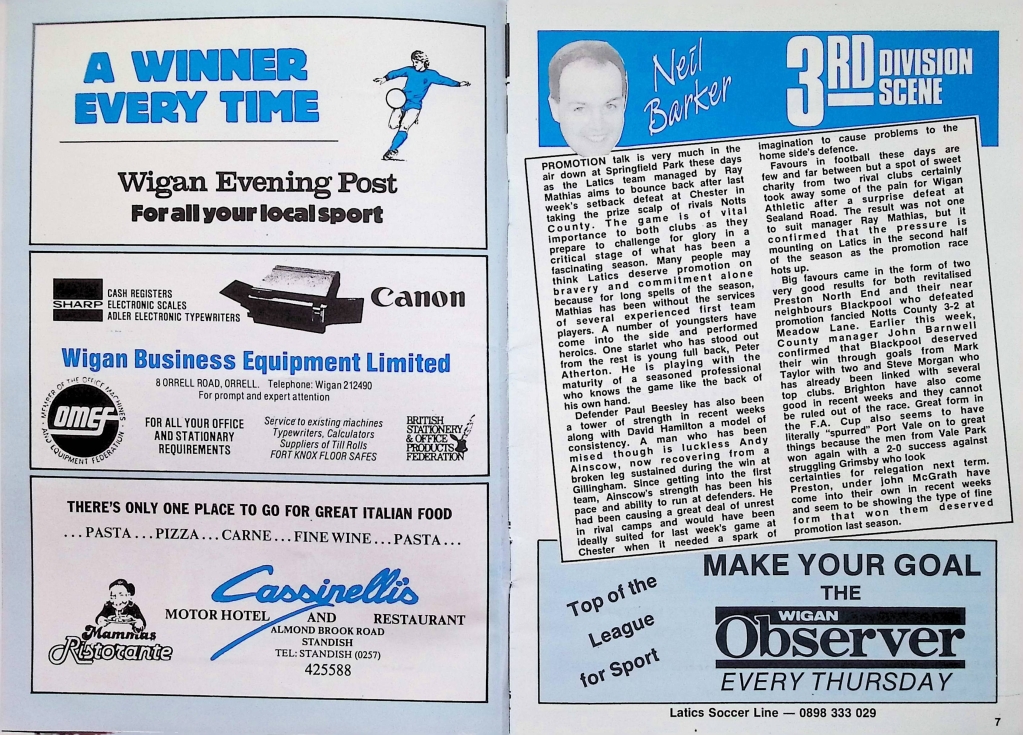 A WINNER
EVERY TIME
Wigan Evening Post
For all your local sport
SHARP
CASH REGISTERS
ELECTRONIC SCALES
ADLER ELECTRONIC TYPEWRITERS
Canon
Wigan Business Equipment Limited
8 ORRELL ROAD, ORRELL. Telephone: Wigan 212490
For prompt and expert attention
MEMBER OF THE OFFICE MACHINES
OMEF
AND EQUIPMENT FEDERATION
FOR ALL YOUR OFFICE
AND STATIONARY
REQUIREMENTS
Service to existing machines
Typewriters, Calculators
Suppliers of Till Rolls
FORT KNOX FLOOR SAFES
BRITISH
STATIONERY
& OFFICE
PRODUCTS
FEDERATION
THERE'S ONLY ONE PLACE TO GO FOR GREAT ITALIAN FOOD
...PASTA...PIZZA...CARNE...FINE WINE...PASTA...
Mammas
Ristorante
Cassinelli's
MOTOR HOTEL AND RESTAURANT
ALMOND BROOK ROAD
STANDISH
TEL: STANDISH (0257)
425588
Neil
Barker
3RD DIVISION
SCENE
PROMOTION talk is very much in the
air down at Springfield Park these days
as the Latics team managed by Ray
Mathias aims to bounce back after last
week's setback defeat at Chester in
taking the prize scalp of rivals Notts
County. The game is of vital
importance to both clubs as they
prepare to challenge for glory in a
critical stage of what has been a
fascinating season. Many people may
think Latics deserve promotion on
bravery and commitment alone
because for long spells of the season,
Mathias has been without the services
of several experienced first team
players. A number of youngsters have
come into the side and performed
heroics. One starlet who has stood out
from the rest is young full back, Peter
Atherton. He is playing with the
maturity of a seasoned professional
who knows the game like the back of
his own hand.
Defender Paul Beesley has also been
a tower of strength in recent weeks
along with David Hamilton a model of
consistency. A man who has been
mised though is luckless Andy
Ainscow, now recovering from a
broken leg sustained during the win at
Gillingham. Since getting into the first
team, Ainscow's strength has been his
pace and ability to run at defenders. He
had been causing a great deal of unrest
in rival camps and would have been
ideally suited for last week's game at
Chester when it needed a spark of
imagination to cause problems to the
home side's defence.
Favours in football these days are
few and far between but a spot of sweet
charity from two rival clubs certainly
took away some of the pain for Wigan
Athletic after a surprise defeat at
Sealand Road. The result was not one
to suit manager Ray Mathias, but it
confirmed that the pressure is
mounting on Latics in the second half
of the season as the promotion race
hots up.
Big favours came in the form of two
very good results for both revitalised
Preston North End and their near
neighbours Blackpool who defeated
promotion fancied Notts County 3-2 at
Meadow Lane. Earlier this week,
County manager John Barnwell
confirmed that Blackpool deserved
their win through goals from Mark
Taylor with two and Steve Morgan who
has already been linked with several
top clubs. Brighton have also come
good in recent weeks and they cannot
be ruled out of the race. Great form in
the F.A. Cup also seems to have
literally "spurred" Port Vale on to great
things because the men from Vale Park
won again with a 2-0 success against
struggling Grimsby who look
certainties for relegation next term.
Preston, under john McGrath have
come into their own in recent weeks
and seem to be showing the type of fine
form that won them deserved
promotion last season.
Top of the
League
for Sport
MAKE YOUR GOAL
THE
WIGAN
Observer
EVERY THURSDAY
Latics Soccer Line — 0898 333 029
7